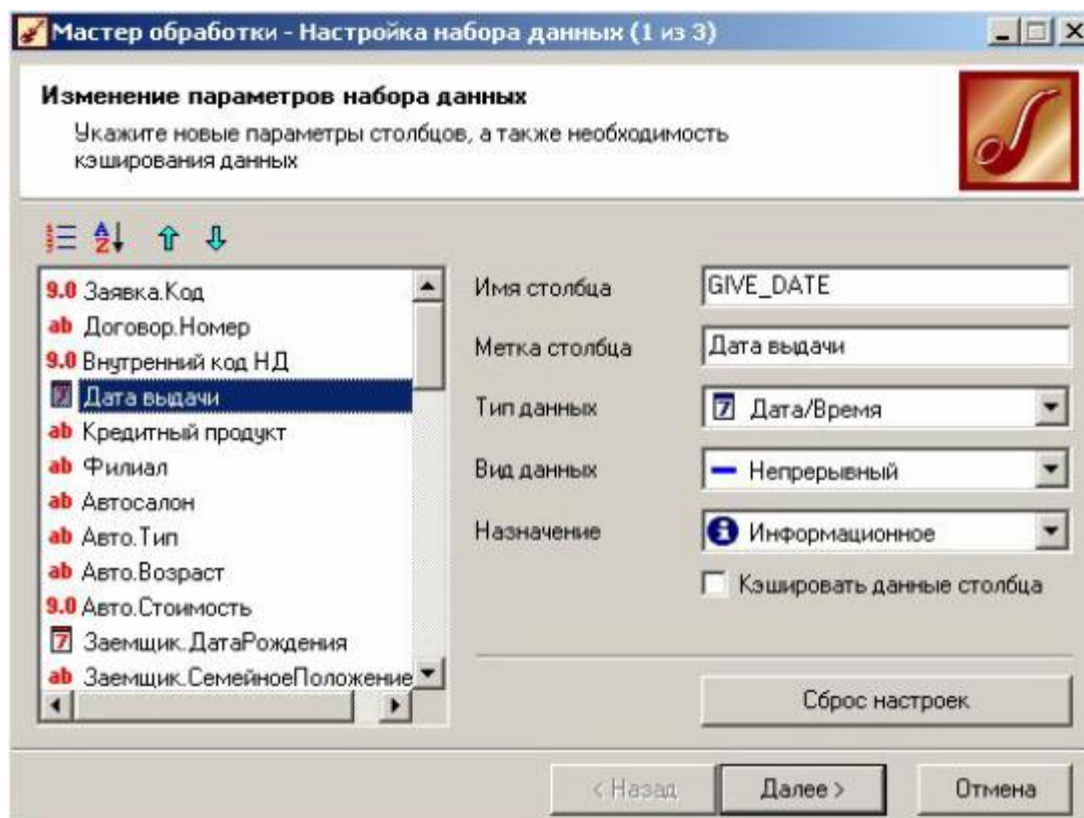 Мастер обработки - Настройка набора данных (1 из 3)
Изменение параметров набора данных
Укажите новые параметры столбцов, а также необходимость
кэширования данных
9.0 Заявка.Код
ab Договор.Номер
9.0 Внутренний код НД
7 Дата выдачи
ab Кредитный продукт
ab Филиал
ab Автосалон
ab Авто.Тип
ab Авто.Возраст
9.0 Авто.Стоимость
7 Заемщик.ДатаРождения
ab Заемщик.СемейноеПоложение
Имя столбца GIVE_DATE
Метка столбца Дата выдачи
Тип данных 7 Дата/Время
Вид данных Непрерывный
Назначение Информационное
Кэшировать данные столбца
Сброс настроек
< Назад Далее > Отмена